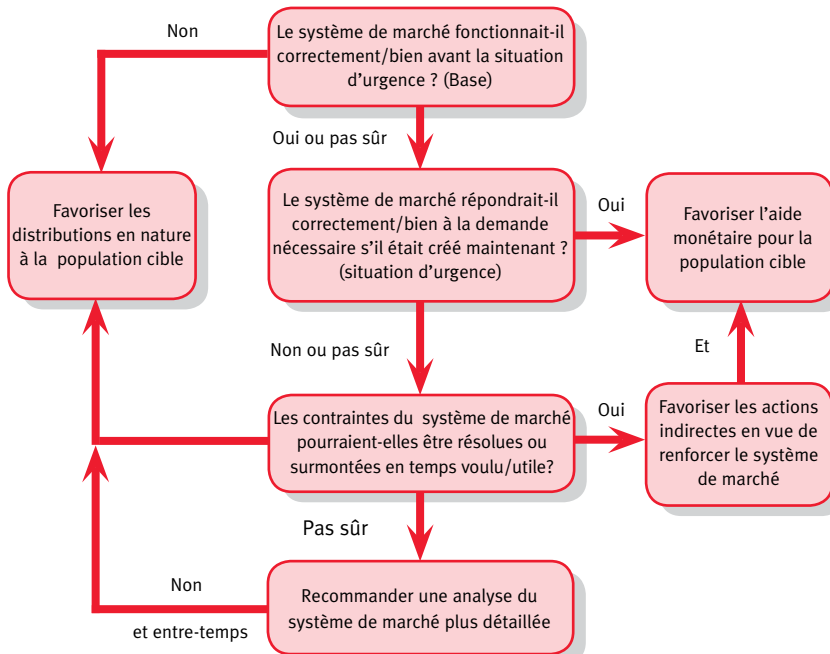 Non
Le système de marché fonctionnait-il
correctement/bien avant la situation
d'urgence ? (Base)
Oui ou pas sûr
Favoriser les
distributions en nature
à la population cible
Le système de marché répondrait-il
correctement/bien à la demande
nécessaire s'il était créé maintenant ?
(situation d'urgence)
Oui
Favoriser l'aide
monétaire pour la
population cible
Non ou pas sûr
Et
Les contraintes du système de marché
pourraient-elles être résolues ou
surmontées en temps voulu/utile?
Oui
Favoriser les actions
indirectes en vue de
renforcer le système
de marché
Pas sûr
Non
et entre-temps
Recommander une analyse du
système de marché plus détaillée